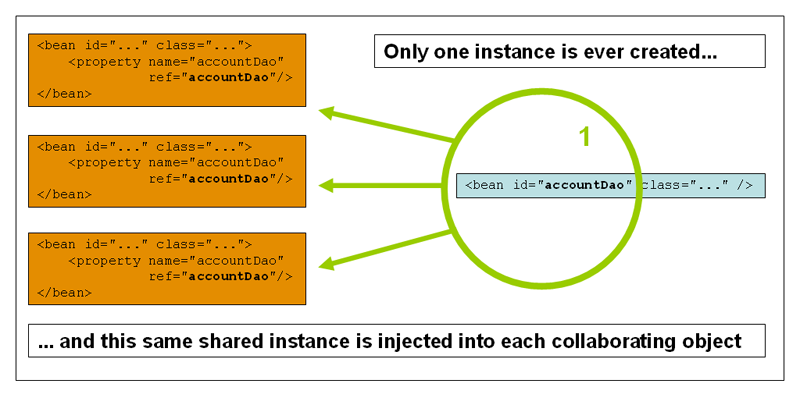 Only one instance is ever created...
<bean id="..." class="...">
    <property name="accountDao"
              ref="accountDao"/>
</bean>
1
<bean id="..." class="...">
    <property name="accountDao"
              ref="accountDao"/>
</bean>
<bean id="accountDao" class="..." />
<bean id="..." class="...">
    <property name="accountDao"
              ref="accountDao"/>
</bean>
... and this same shared instance is injected into each collaborating object